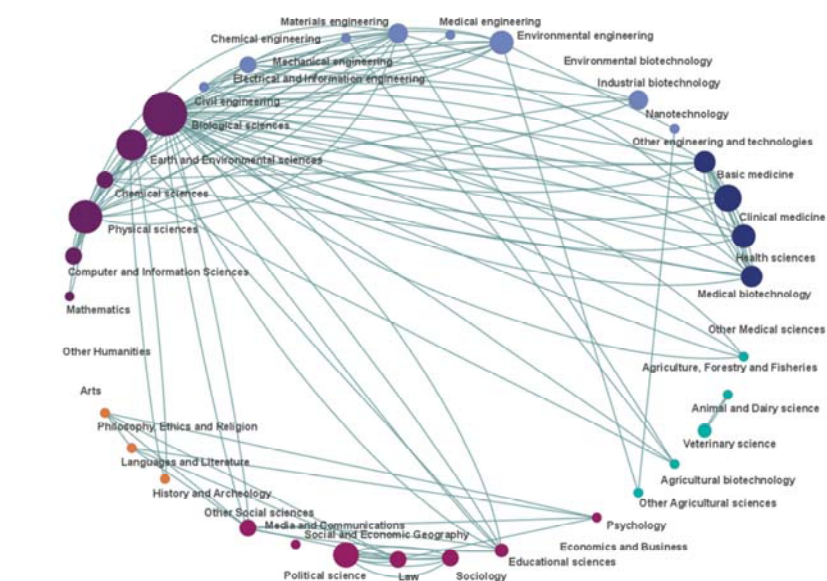 Materials engineering
Medical engineering
Chemical engineering
Environmental engineering
Mechanical engineering
Environmental biotechnology
Electrical and Information engineering
Industrial biotechnology
Civil engineering
Nanotechnology
Biological sciences
Other engineering and technologies
Earth and Environmental sciences
Basic medicine
Chemical sciences
Clinical medicine
Physical sciences
Health sciences
Computer and Information Sciences
Medical biotechnology
Mathematics
Other Medical sciences
Other Humanities
Agriculture, Forestry and Fisheries
Arts
Animal and Dairy science
Philosophy, Ethics and Religion
Veterinary science
Languages and Literature
Agricultural biotechnology
History and Archeology
Other Agricultural sciences
Other Social sciences
Media and Communications
Psychology
Social and Economic Geography
Economics and Business
Educational sciences
Political science
Law
Sociology